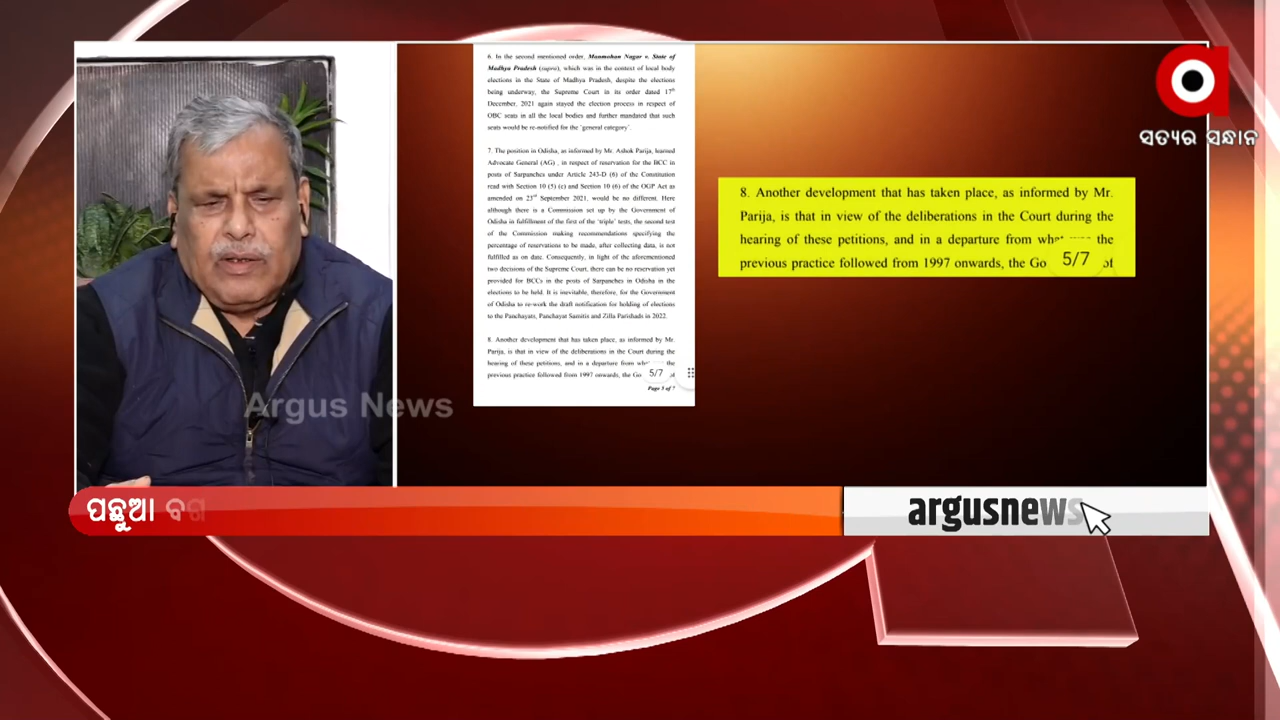 6. In the second mentioned order, Manmohan Nagar v. State of
Madhya Pradesh (supra), which was in the context of local body
elections in the State of Madhya Pradesh, despite the elections
being underway, the Supreme Court in its order dated 17th
December, 2021 again stayed the election process in respect of
OBC seats in all the local bodies and further mandated that such
seats would be re-notified for the 'general category'.
7. The position in Odisha, as informed by Mr. Ashok Parija, learned
Advocate General (AG) , in respect of reservation for the BCC in
posts of Sarpanches under Article 243-D (6) of the Constitution
read with Section 10 (5) (c) and Section 10 (6) of the OGP Act as
amended on 23rd September 2021, would be no different. Here
although there is a Commission set up by the Government of
Odisha in fulfillment of the first of the 'triple' tests, the second test
of the Commission making recommendations specifying the
percentage of reservations to be made, after collecting data, is not
fulfilled as on date. Consequently, in light of the aforementioned
two decisions of the Supreme Court, there can be no reservation yet
provided for BCCs in the posts of Sarpanches in Odisha in the
elections to be held. It is inevitable, therefore, for the Government
of Odisha to re-work the draft notification for holding of elections
to the Panchayats, Panchayat Samitis and Zilla Parishads in 2022.
8. Another development that has taken place, as informed by Mr.
Parija, is that in view of the deliberations in the Court during the
hearing of these petitions, and in a departure from the
previous practice followed from 1997 onwards, the of
5/7
Page 5 of 7
8. Another development that has taken place, as informed by Mr.
Parija, is that in view of the deliberations in the Court during the
hearing of these petitions, and in a departure from the
previous practice followed from 1997 onwards, the of
5/7
ସତ୍ୟର ସନ୍ଧାନ
Argus News
ପଛୁଆ
argusnews